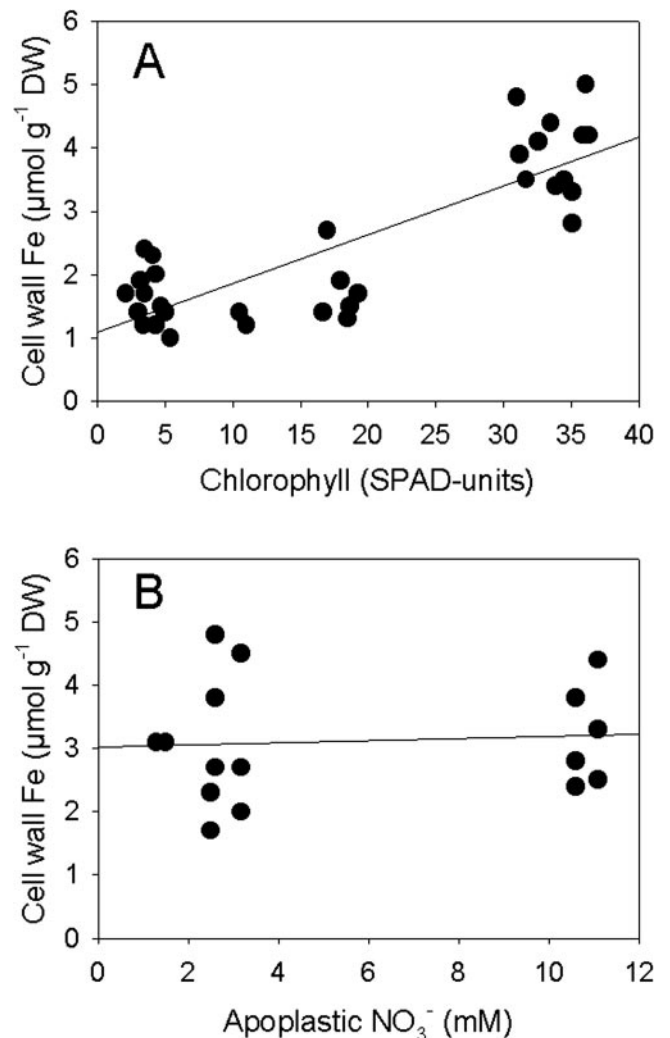 A
6
5
4
3
2
1
0
Cell wall Fe (µmol g⁻¹ DW)
0 5 10 15 20 25 30 35 40
Chlorophyll (SPAD-units)
B
6
5
4
3
2
1
0
Cell wall Fe (µmol g⁻¹ DW)
0 2 4 6 8 10 12
Apoplastic NO₃⁻ (mM)